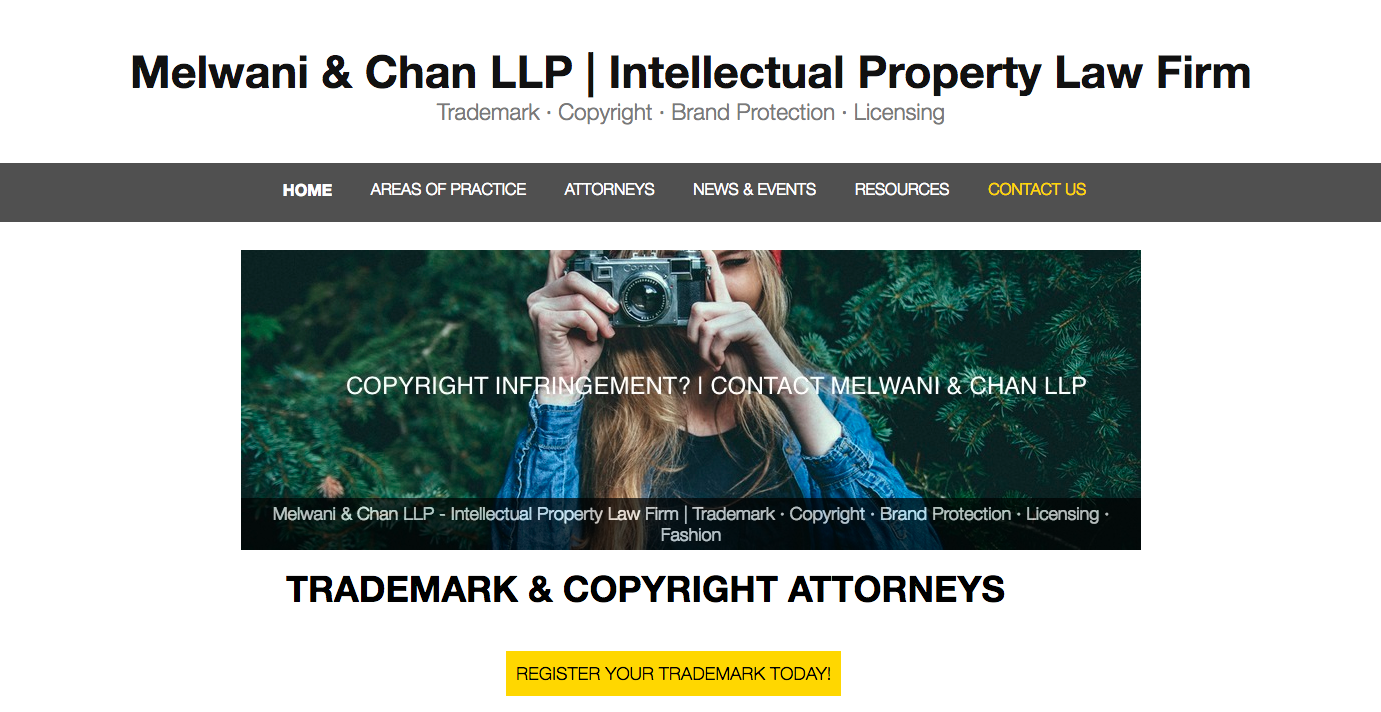 Melwani & Chan LLP | Intellectual Property Law Firm
Trademark · Copyright · Brand Protection · Licensing
HOME AREAS OF PRACTICE ATTORNEYS NEWS & EVENTS RESOURCES CONTACT US
Contax
COPYRIGHT INFRINGEMENT? | CONTACT MELWANI & CHAN LLP
Melwani & Chan LLP - Intellectual Property Law Firm | Trademark · Copyright · Brand Protection · Licensing ·
Fashion
TRADEMARK & COPYRIGHT ATTORNEYS
REGISTER YOUR TRADEMARK TODAY!